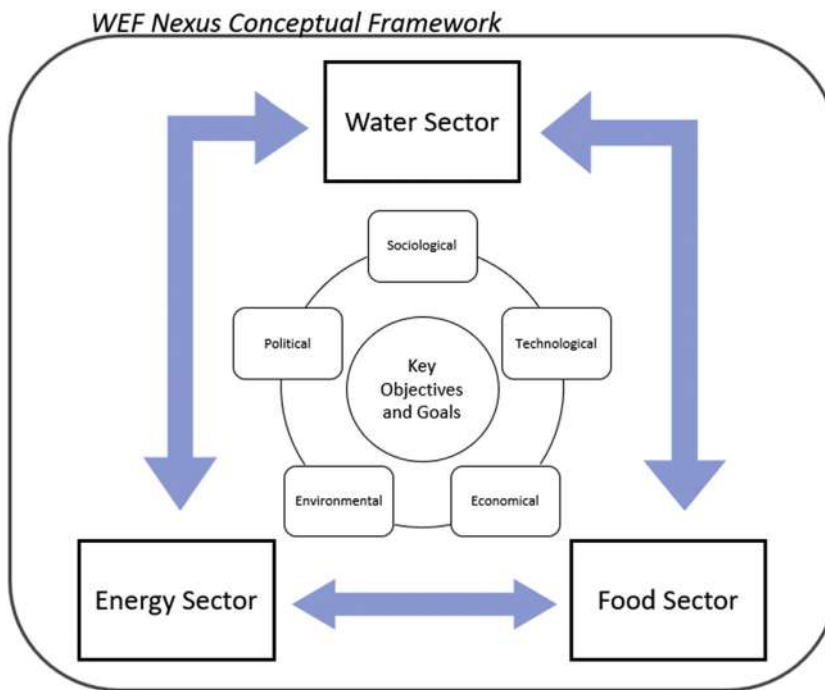 WEF Nexus Conceptual Framework
Water Sector
Sociological
Political
Technological
Key
Objectives
and Goals
Environmental
Economical
Energy Sector
Food Sector